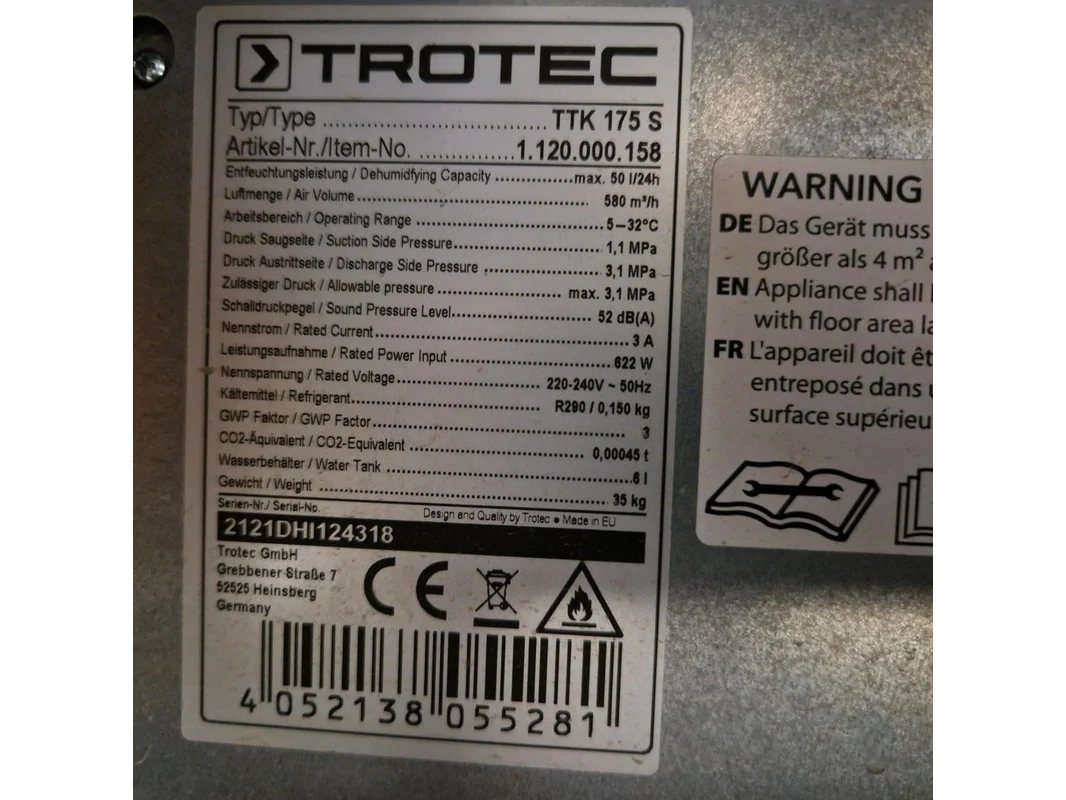 TROTEC
Typ/Type ........................................ TTK 175 S
Artikel-Nr./Item-No. ................1.120.000.158
Entfeuchtungsleistung / Dehumidfying Capacity ................max. 50 l/24h
Luftmenge / Air Volume................................................ 580 m³/h
Arbeitsbereich / Operating Range ......................................5–32°C
Druck Saugseite / Suction Side Pressure.............................. 1,1 MPa
Druck Austrittseite / Discharge Side Pressure ....................... 3,1 MPa
Zulässiger Druck / Allowable pressure .......................... max. 3,1 MPa
Schalldruckpegel / Sound Pressure Level............................ 52 dB(A)
Nennstrom / Rated Current................................................3 A
Leistungsaufnahme / Rated Power Input .................................622 W
Nennspannung / Rated Voltage............................ 220-240V ~ 50Hz
Kältemittel / Refrigerant....................................... R290 / 0,150 kg
GWP Faktor / GWP Factor................................................ 3
CO2-Äquivalent / CO2-Equivalent .................................. 0,00045 t
Wasserbehälter / Water Tank ...........................................6 l
Gewicht / Weight ....................................................... 35 kg
Serien-Nr./ Serial-No.
Design and Quality by Trotec ● Made in EU
2121DHI124318
Trotec GmbH
Grebbener Straße 7
52525 Heinsberg
Germany
CE
4 052138 055281
WARNING
DE Das Gerät muss
größer als 4 m²
EN Appliance shall
with floor area
FR L'appareil doit
entreposé dans
surface